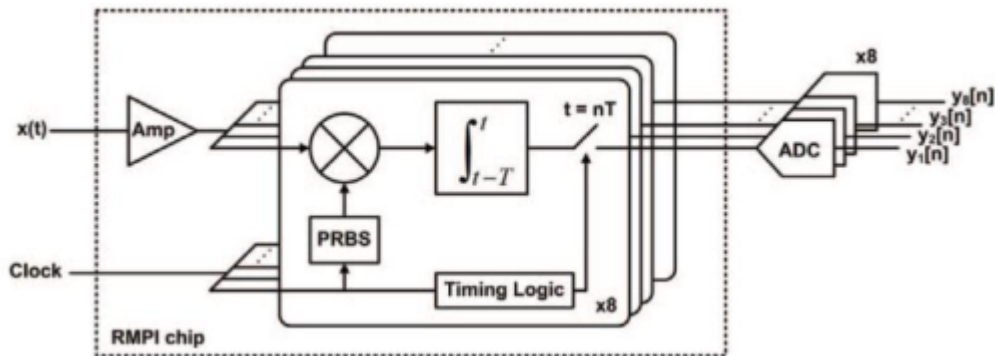 x8
x(t)
Amp
t = nT
∫ t t−T
ADC
y8[n]
y3[n]
y2[n]
y1[n]
PRBS
Clock
Timing Logic
x8
RMPI chip